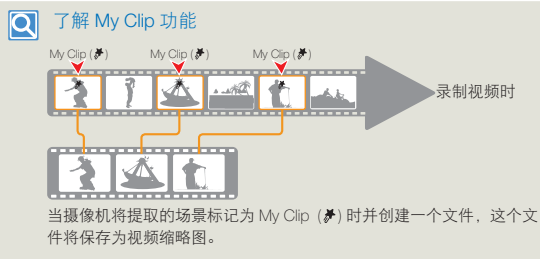 了解 My Clip 功能
My Clip ( ) My Clip ( ) My Clip ( )
录制视频时
当摄像机将提取的场景标记为 My Clip ( ) 时并创建一个文件，这个文
件将保存为视频缩略图。